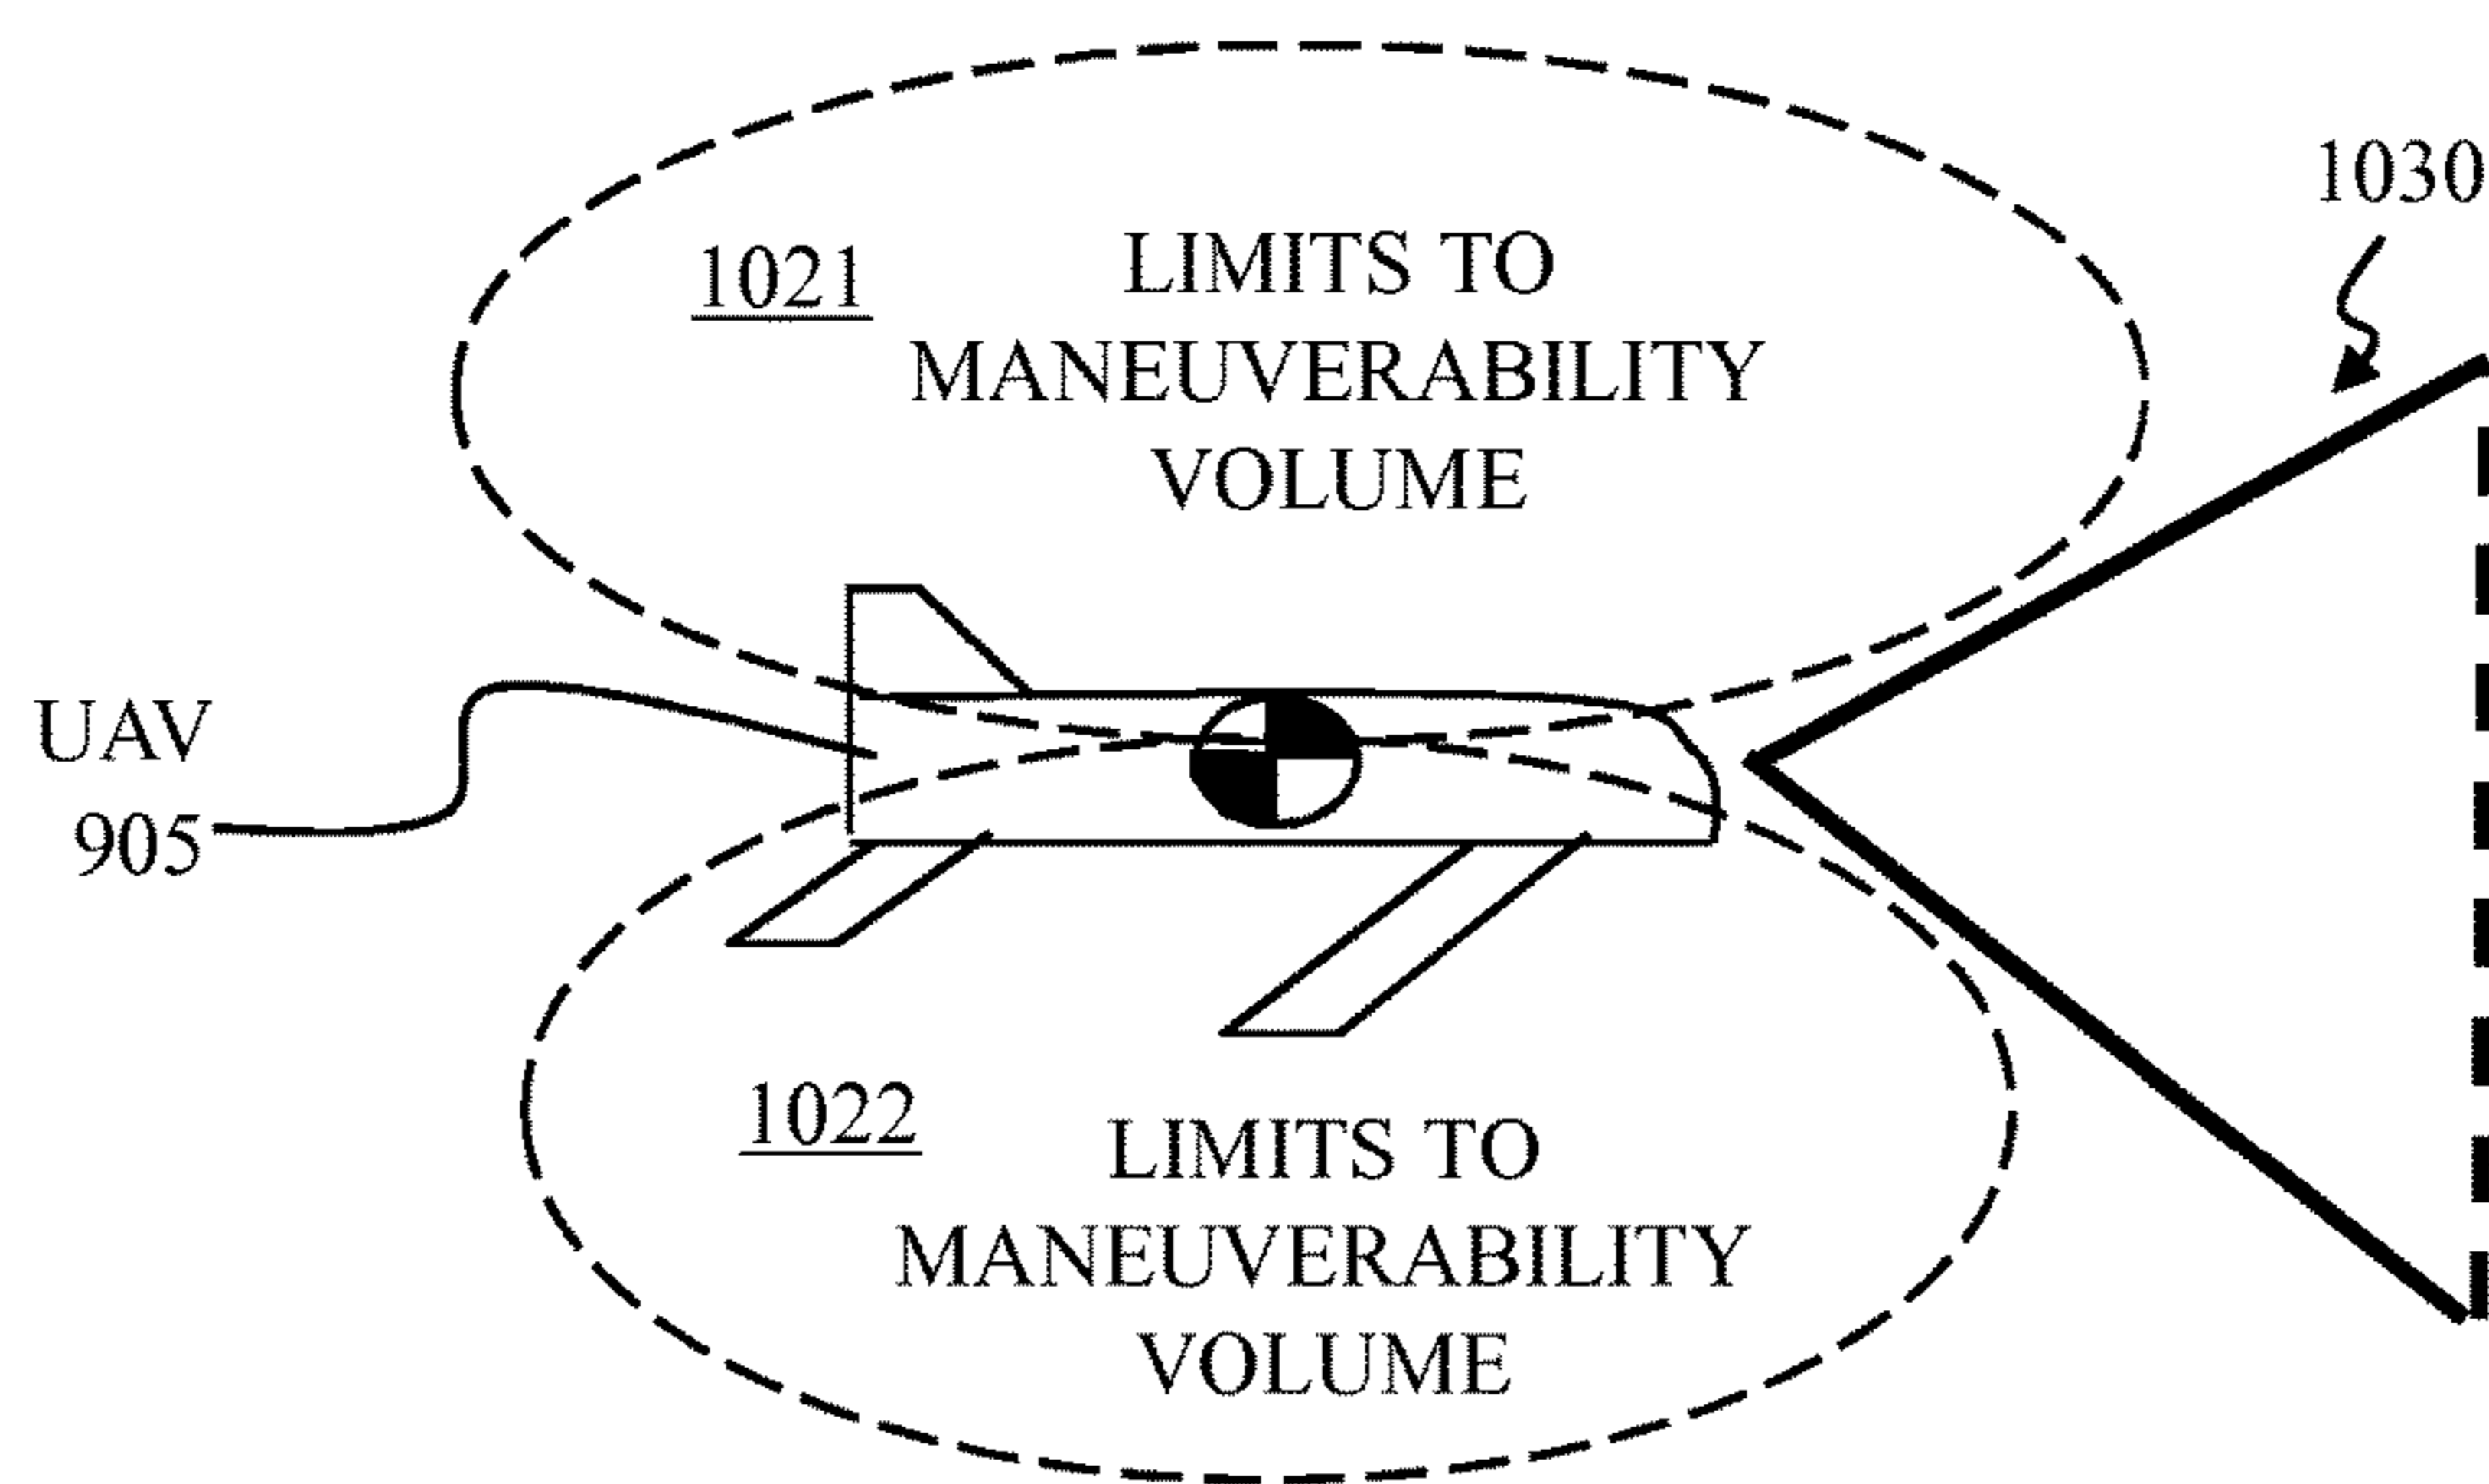 1030
1021
LIMITS TO
MANEUVERABILITY
VOLUME
UAV
905
1022
LIMITS TO
MANEUVERABILITY
VOLUME